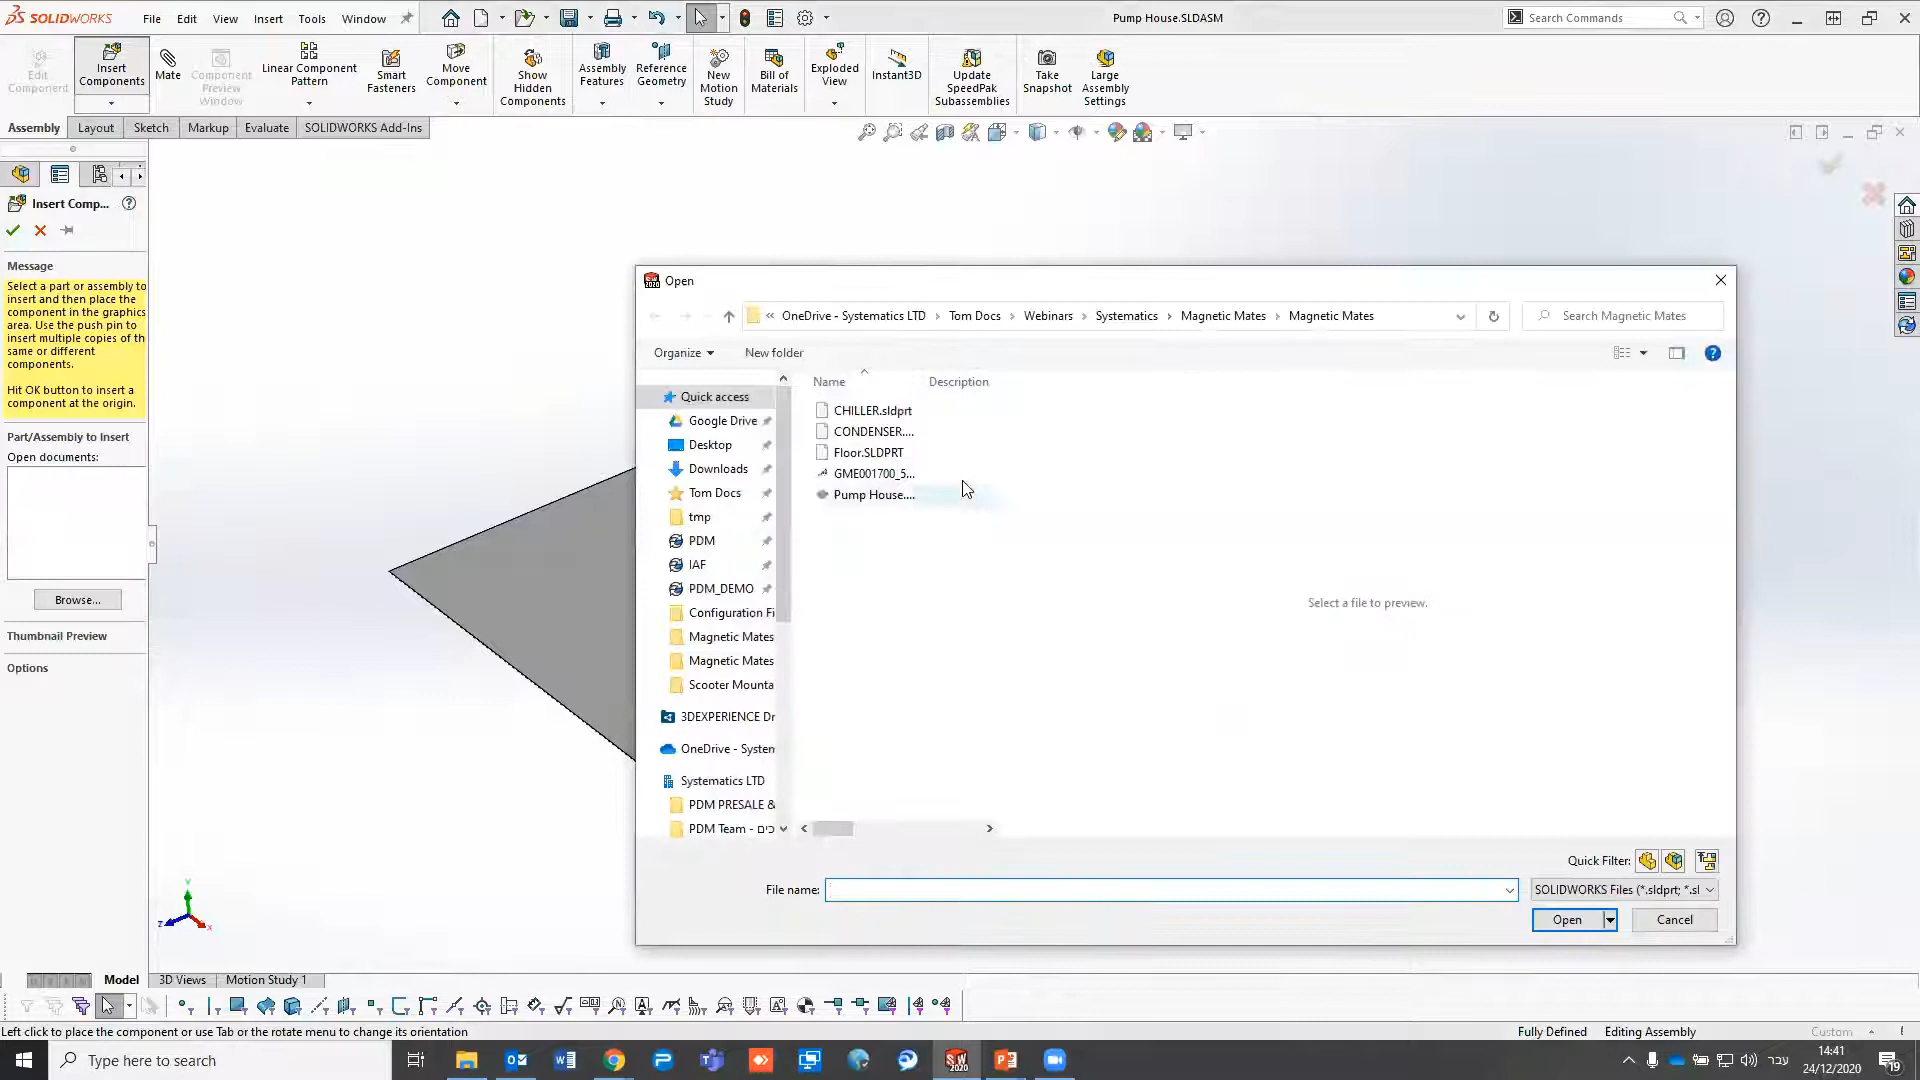 SOLIDWORKS File Edit View Insert Tools Window Pump House.SLDASM Search Commands
Edit Component
Insert Components
Mate
Component Preview Window
Linear Component Pattern
Smart Fasteners
Move Component
Show Hidden Components
Assembly Features
Reference Geometry
New Motion Study
Bill of Materials
Exploded View
Instant3D
Update SpeedPak Subassemblies
Take Snapshot
Large Assembly Settings
Assembly Layout Sketch Markup Evaluate SOLIDWORKS Add-Ins
Insert Comp...
Message
Select a part or assembly to
insert and then place the
component in the graphics
area. Use the push pin to
insert multiple copies of the
same or different
components.
Hit OK button to insert a
component at the origin.
Part/Assembly to Insert
Open documents:
Browse...
Thumbnail Preview
Options
Open
« OneDrive - Systematics LTD › Tom Docs › Webinars › Systematics › Magnetic Mates › Magnetic Mates
Search Magnetic Mates
Organize New folder
Name Description
Quick access
Google Drive
Desktop
Downloads
Tom Docs
tmp
PDM
IAF
PDM_DEMO
Configuration Fi
Magnetic Mates
Magnetic Mates
Scooter Mounta
3DEXPERIENCE Dr
OneDrive - System
Systematics LTD
PDM PRESALE &
PDM Team - כים
CHILLER.sldprt
CONDENSER....
Floor.SLDPRT
GME001700_5...
Pump House....
Select a file to preview.
Quick Filter:
File name:
SOLIDWORKS Files (*.sldprt; *.sl
Open Cancel
Model 3D Views Motion Study 1
Left click to place the component or use Tab or the rotate menu to change its orientation
Fully Defined Editing Assembly Custom
Type here to search
SW 2020
עבר
14:41
24/12/2020
19